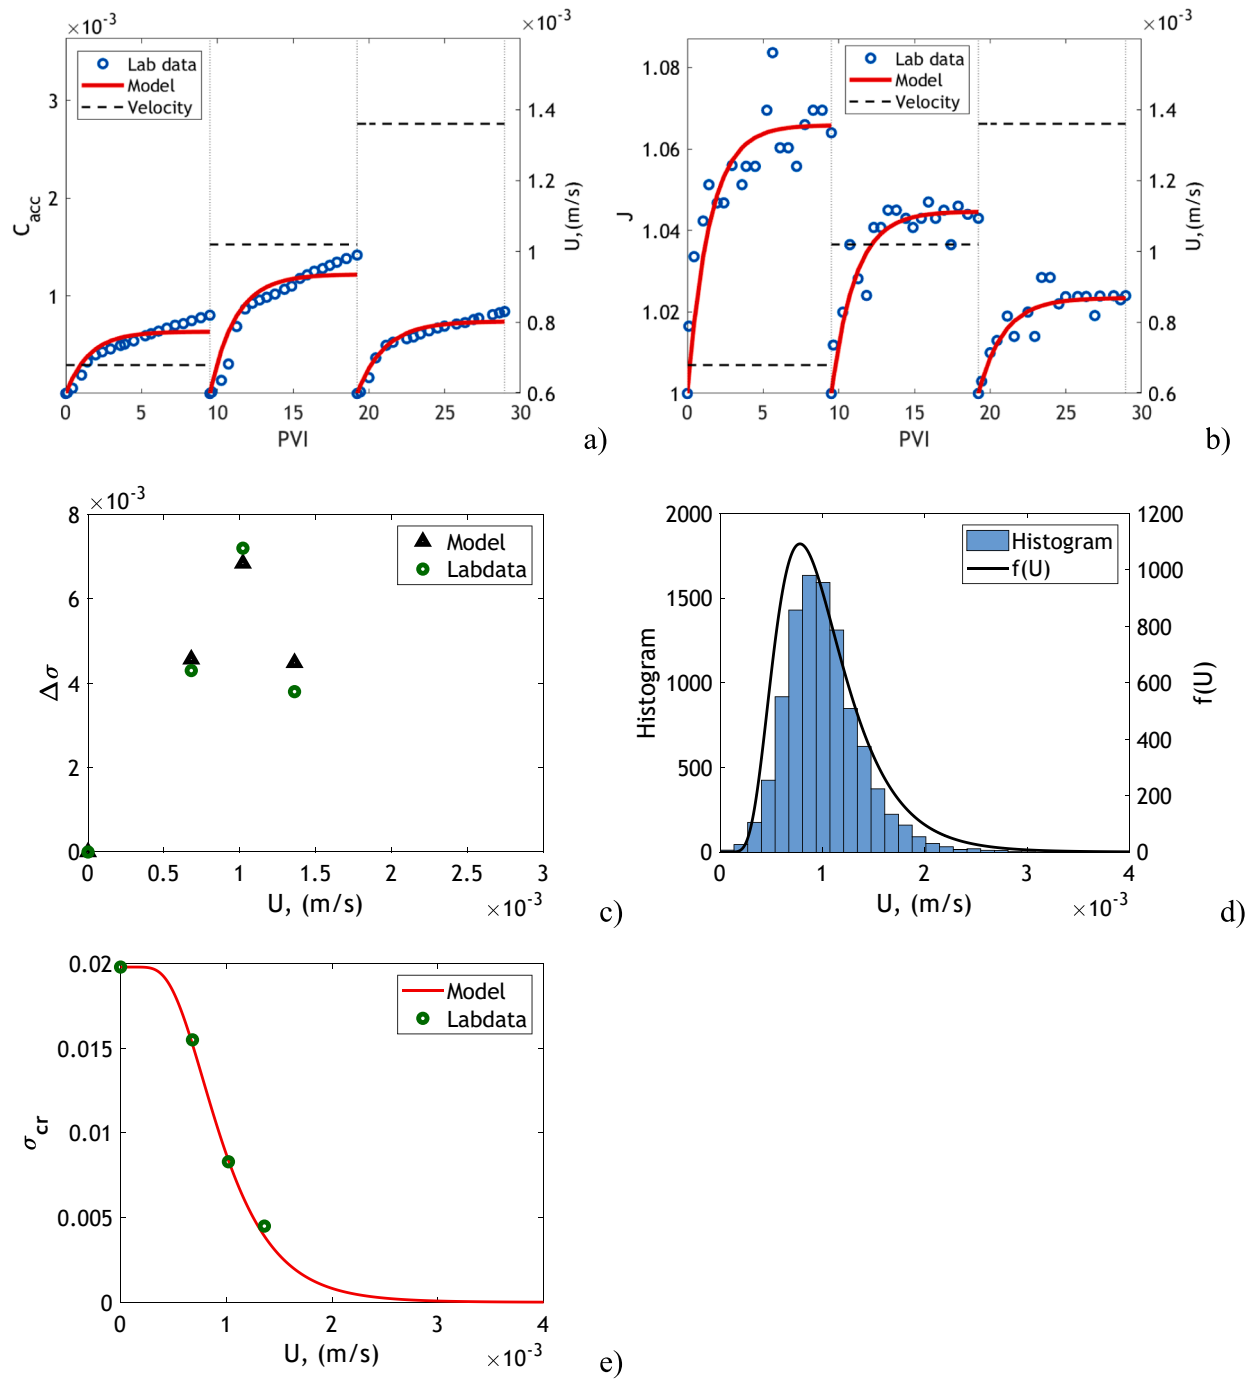 ×10⁻³
×10⁻³
Lab data
Model
Velocity
3
2
1
0
C_acc
1.4
1.2
1
0.8
0.6
U,(m/s)
0 5 10 15 20 25 30
PVI
a)
×10⁻³
Lab data
Model
Velocity
1.08
1.06
1.04
1.02
1
J
1.4
1.2
1
0.8
0.6
U,(m/s)
0 5 10 15 20 25 30
PVI
b)
×10⁻³
Model
Labdata
8
6
4
2
0
Δσ
0 0.5 1 1.5 2 2.5 3
U, (m/s)
×10⁻³
c)
Histogram
f(U)
2000
1500
1000
500
0
Histogram
1200
1000
800
600
400
200
0
f(U)
0 1 2 3 4
U, (m/s)
×10⁻³
d)
Model
Labdata
0.02
0.015
0.01
0.005
0
σ_cr
0 1 2 3 4
U, (m/s)
×10⁻³
e)